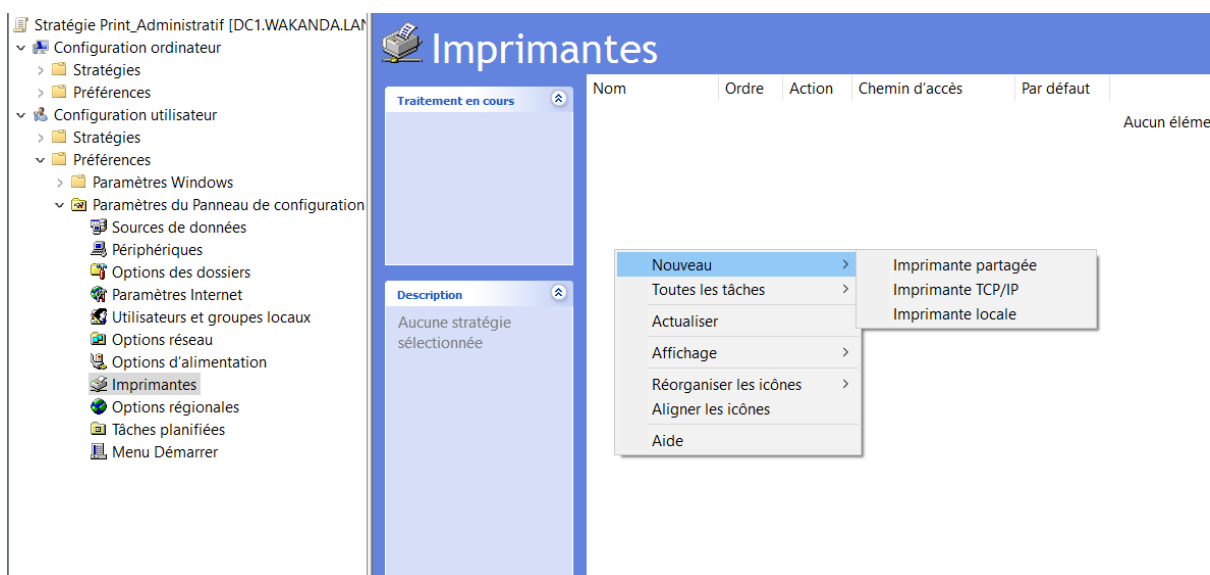 Stratégie Print_Administratif [DC1.WAKANDA.LAN
Configuration ordinateur
Stratégies
Préférences
Configuration utilisateur
Stratégies
Préférences
Paramètres Windows
Paramètres du Panneau de configuration
Sources de données
Périphériques
Options des dossiers
Paramètres Internet
Utilisateurs et groupes locaux
Options réseau
Options d'alimentation
Imprimantes
Options régionales
Tâches planifiées
Menu Démarrer
Imprimantes
Traitement en cours
Description
Aucune stratégie
sélectionnée
Nom Ordre Action Chemin d'accès Par défaut
Aucun éléme
Nouveau
Toutes les tâches
Actualiser
Affichage
Réorganiser les icônes
Aligner les icônes
Aide
Imprimante partagée
Imprimante TCP/IP
Imprimante locale